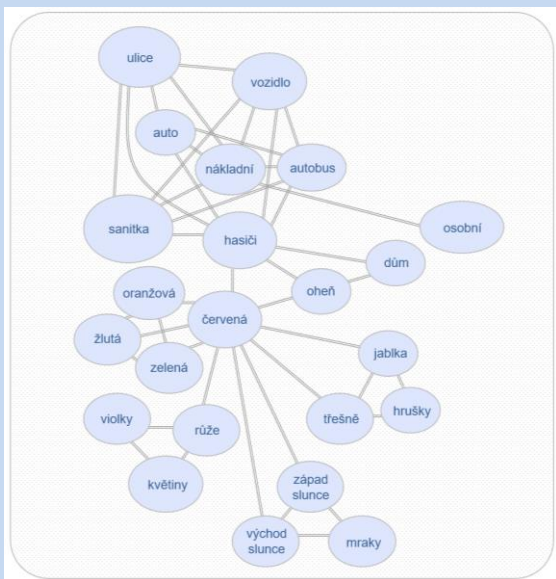 ulice
vozidlo
auto
nákladní
autobus
sanitka
hasiči
osobní
dům
oheň
oranžová
červená
žlutá
zelená
jablka
třešně
hrušky
violky
růže
květiny
západ
slunce
východ
slunce
mraky